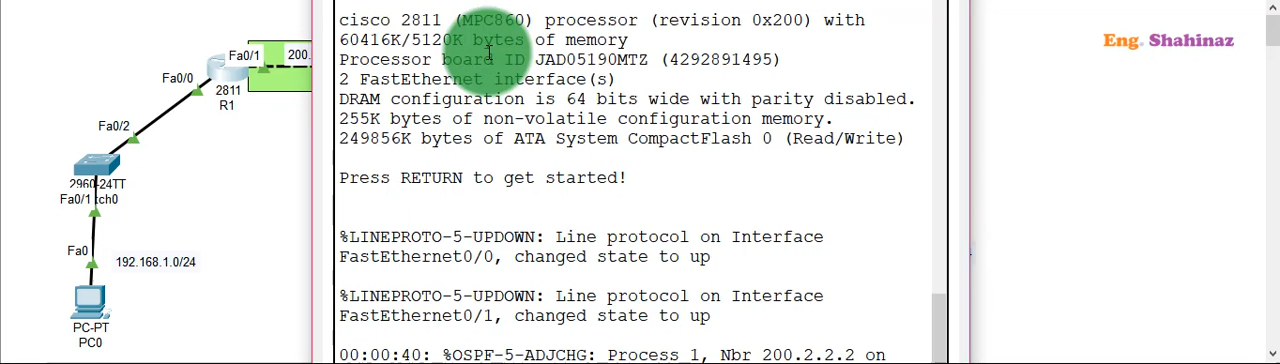 cisco 2811 (MPC860) processor (revision 0x200) with
60416K/5120K bytes of memory
Processor board ID JAD05190MTZ (4292891495)
2 FastEthernet interface(s)
DRAM configuration is 64 bits wide with parity disabled.
255K bytes of non-volatile configuration memory.
249856K bytes of ATA System CompactFlash 0 (Read/Write)
Press RETURN to get started!
%LINEPROTO-5-UPDOWN: Line protocol on Interface
FastEthernet0/0, changed state to up
%LINEPROTO-5-UPDOWN: Line protocol on Interface
FastEthernet0/1, changed state to up
00:00:40: %OSPF-5-ADJCHG: Process 1, Nbr 200.2.2.2 on
Eng. Shahinaz
Fa0/1
200.
Fa0/0
2811
R1
Fa0/2
2960-24TT
Fa0/1 tch0
Fa0
192.168.1.0/24
PC-PT
PC0